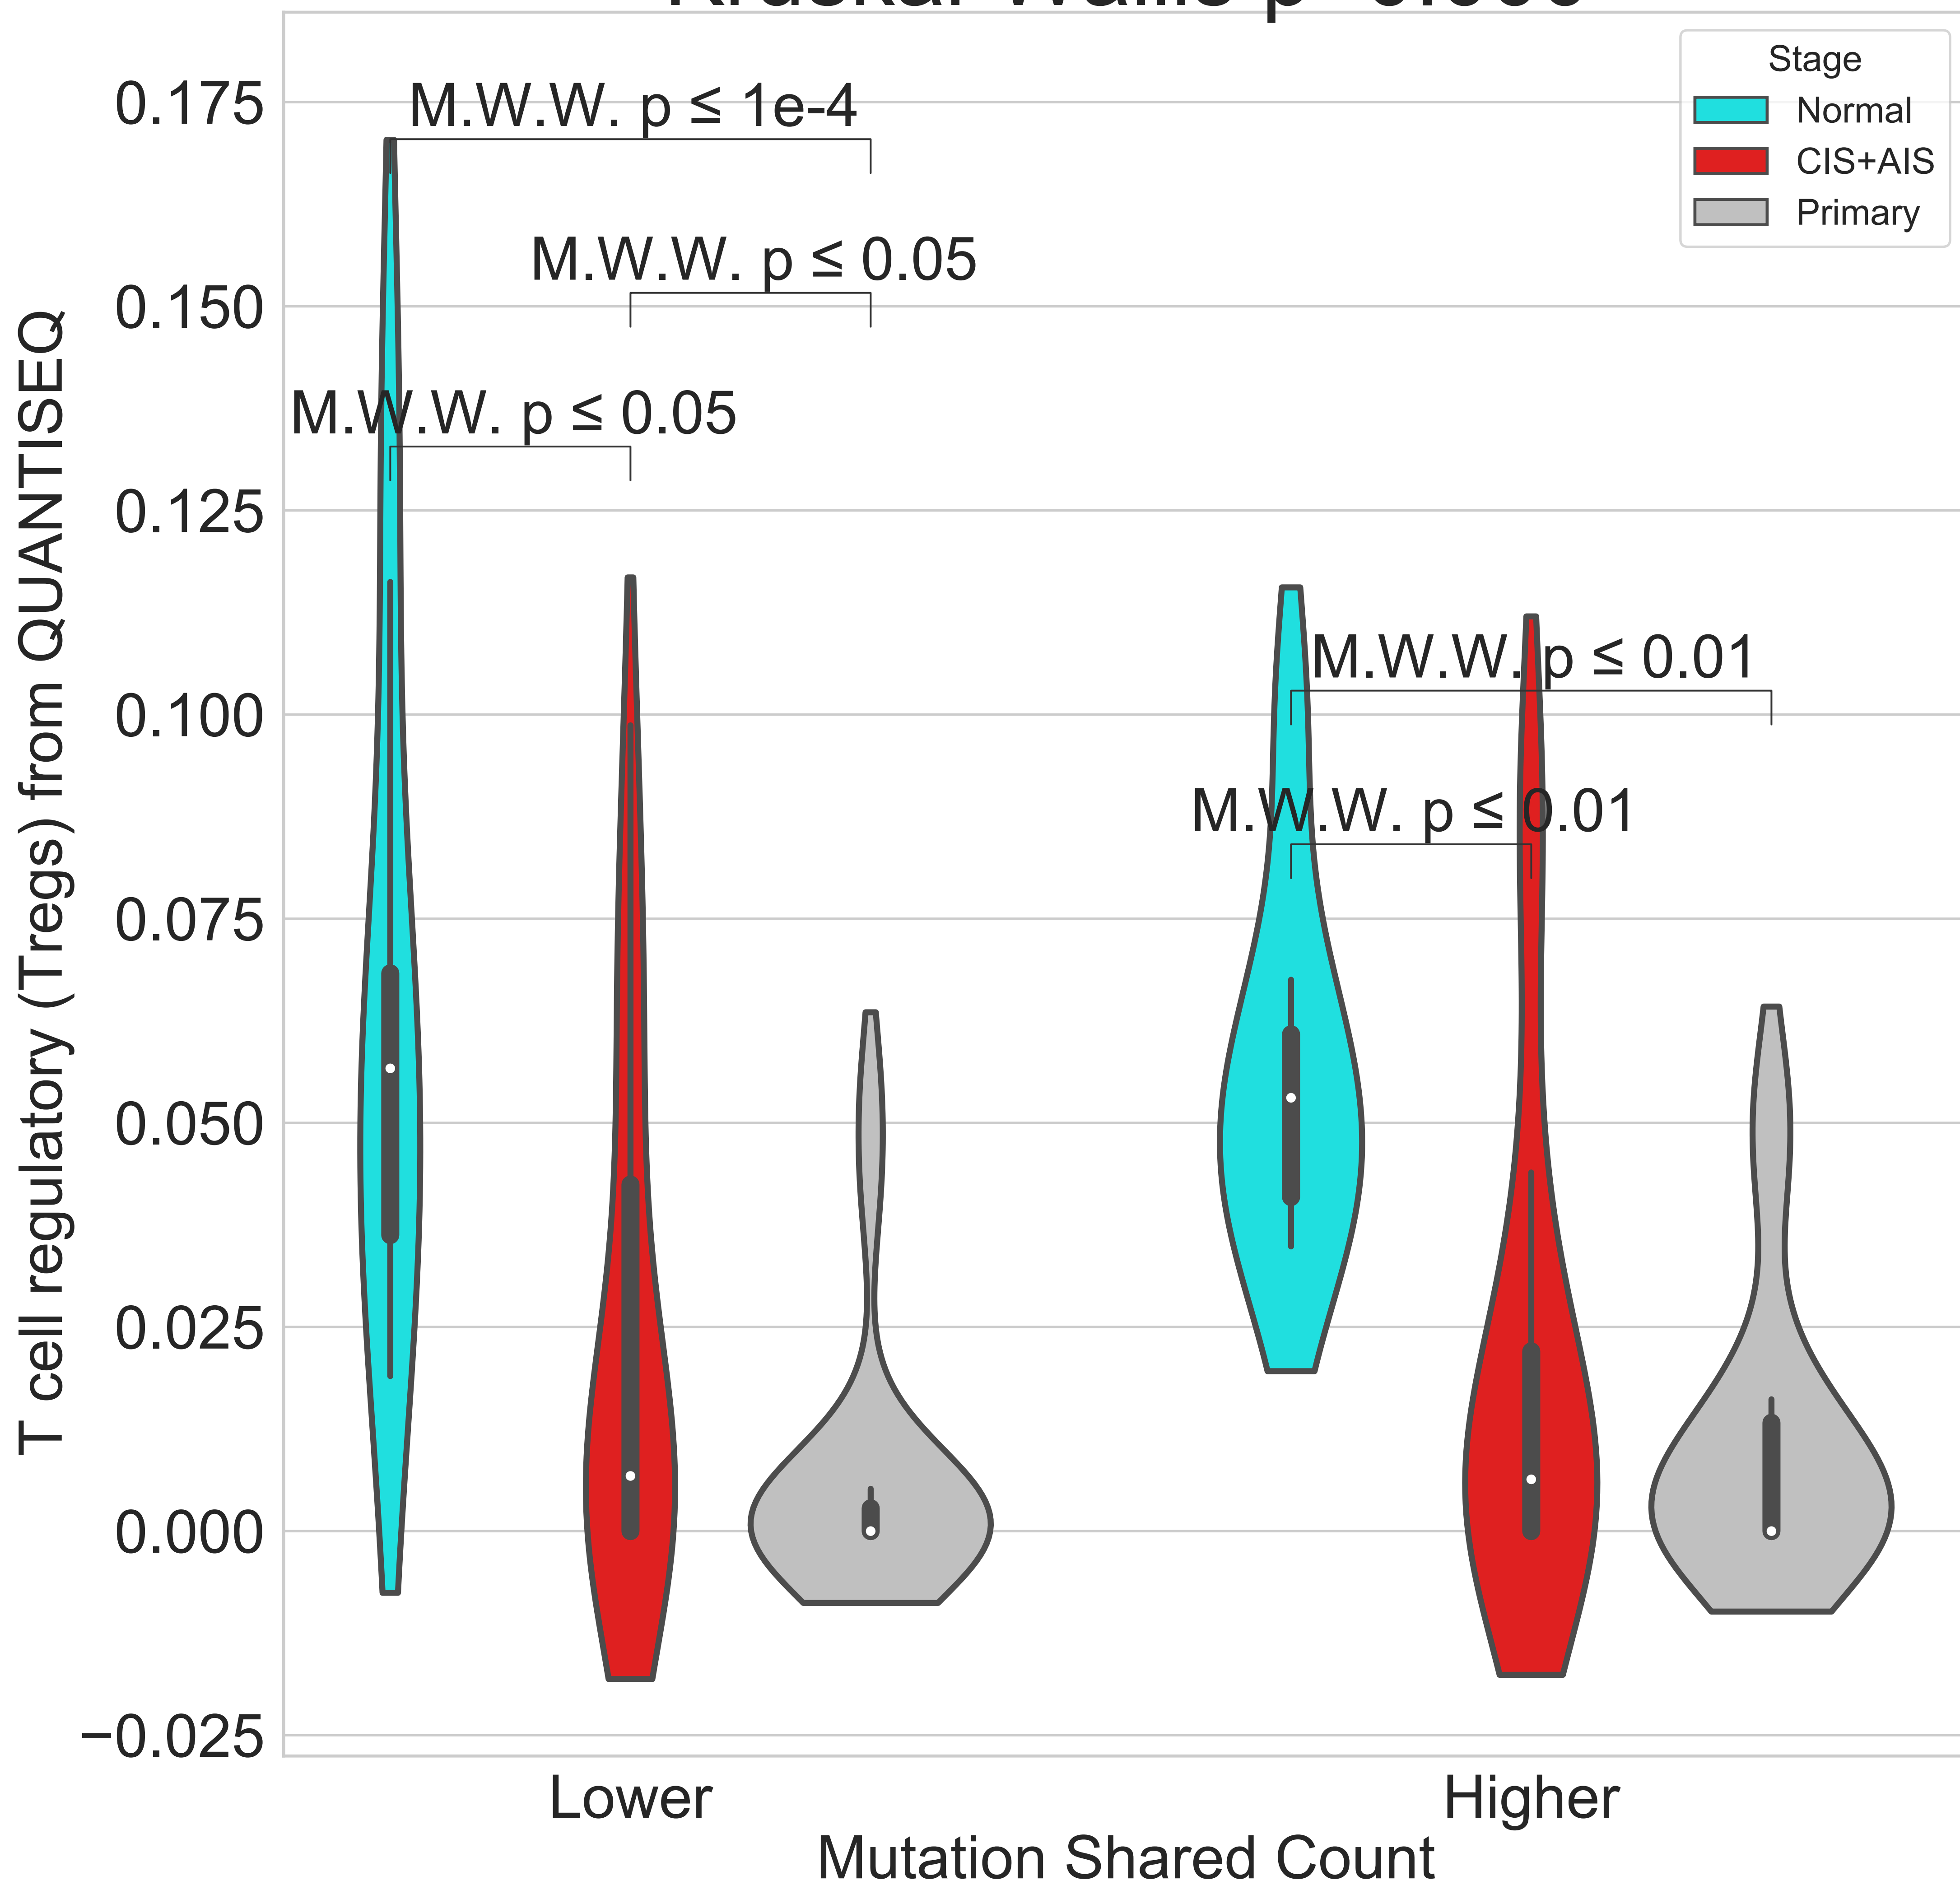 Stage
Normal
CIS+AIS
Primary
M.W.W. p ≤ 1e-4
M.W.W. p ≤ 0.05
M.W.W. p ≤ 0.05
M.W.W. p ≤ 0.01
M.W.W. p ≤ 0.01
T cell regulatory (Tregs) from QUANTISEQ
0.175
0.150
0.125
0.100
0.075
0.050
0.025
0.000
−0.025
Lower
Higher
Mutation Shared Count